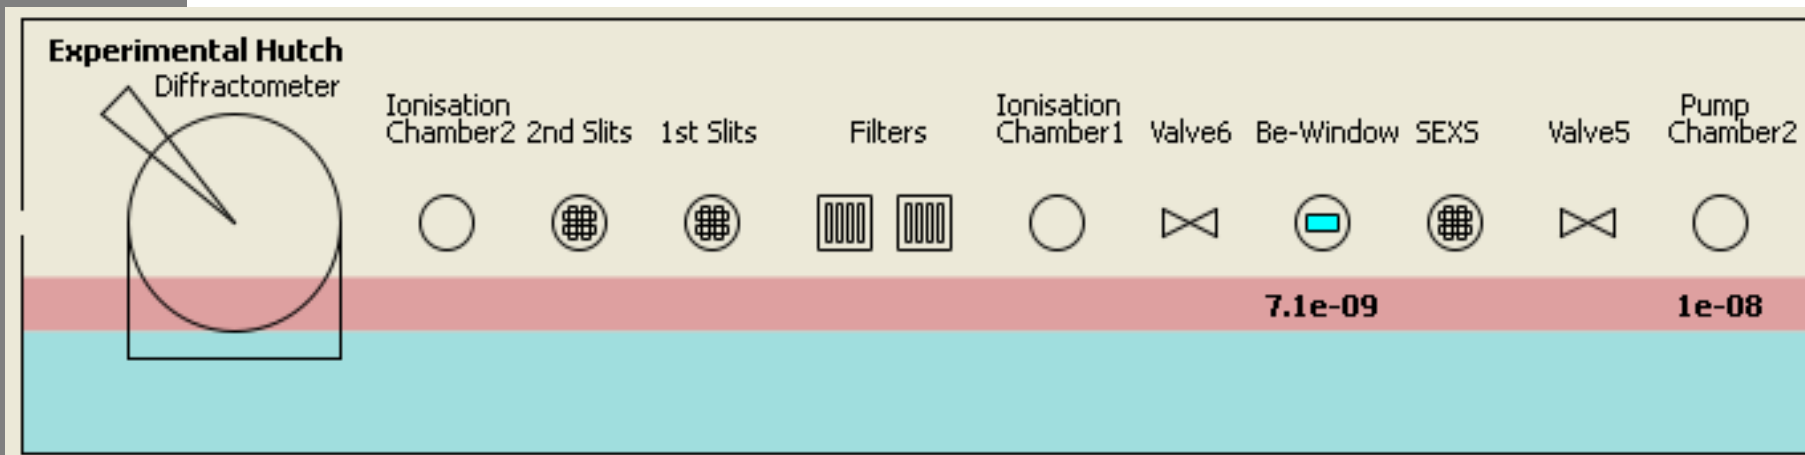 Experimental Hutch
Diffractometer
Ionisation
Chamber2
2nd Slits
1st Slits
Filters
Ionisation
Chamber1
Valve6
Be-Window
SEXS
Valve5
Pump
Chamber2
7.1e-09
1e-08